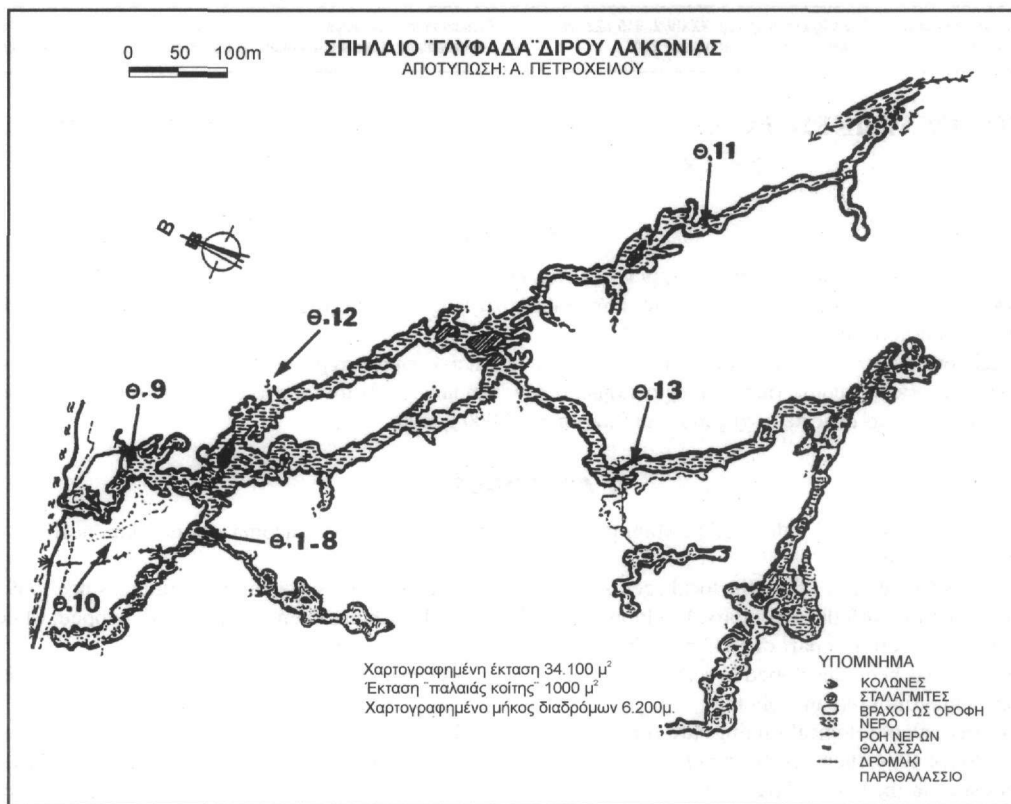 ΣΠΗΛΑΙΟ ¨ΓΛΥΦΑΔΑ¨ΔΙΡΟΥ ΛΑΚΩΝΙΑΣ
ΑΠΟΤΥΠΩΣΗ: Α. ΠΕΤΡΟΧΕΙΛΟΥ
0 50 100m
Θ.11
Β
Θ.12
Θ.9
Θ.13
Θ.1-8
Θ.10
Χαρτογραφημένη έκταση 34.100 μ²
Έκταση ¨παλαιάς κοίτης¨ 1000 μ²
Χαρτογραφημένο μήκος διαδρόμων 6.200μ.
ΥΠΟΜΝΗΜΑ
ΚΟΛΩΝΕΣ
ΣΤΑΛΑΓΜΙΤΕΣ
ΒΡΑΧΟΙ ΩΣ ΟΡΟΦΗ
ΝΕΡΟ
ΡΟΗ ΝΕΡΩΝ
ΘΑΛΑΣΣΑ
ΔΡΟΜΑΚΙ
ΠΑΡΑΘΑΛΑΣΣΙΟ